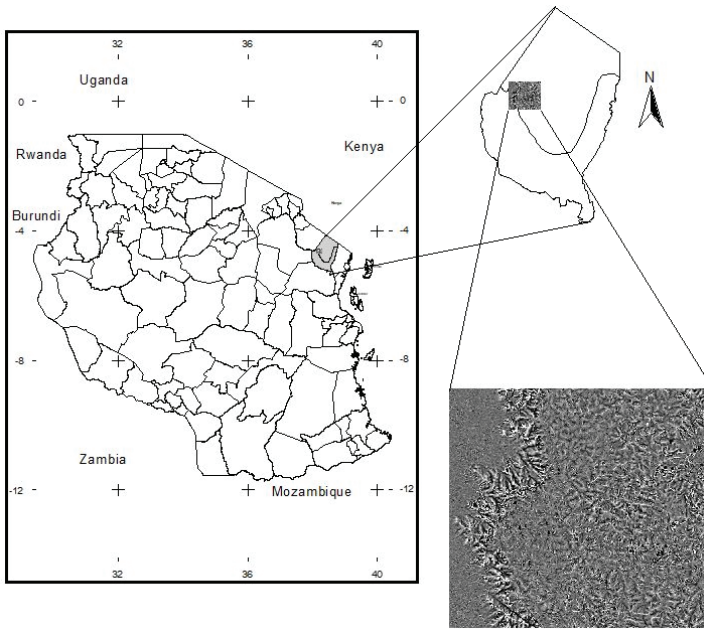 32 36 40
Uganda
0 0
Rwanda Kenya
Burundi
-4 -4
-8 -8
Zambia
-12 -12
Mozambique
32 36 40
N